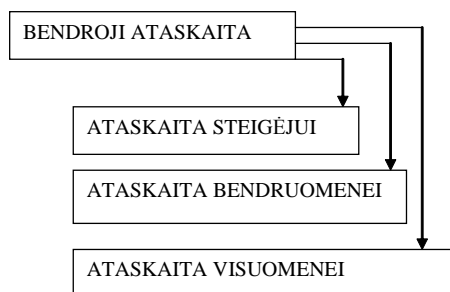 BENDROJI ATASKAITA
ATASKAITA STEIGĖJUI
ATASKAITA BENDRUOMENEI
ATASKAITA VISUOMENEI